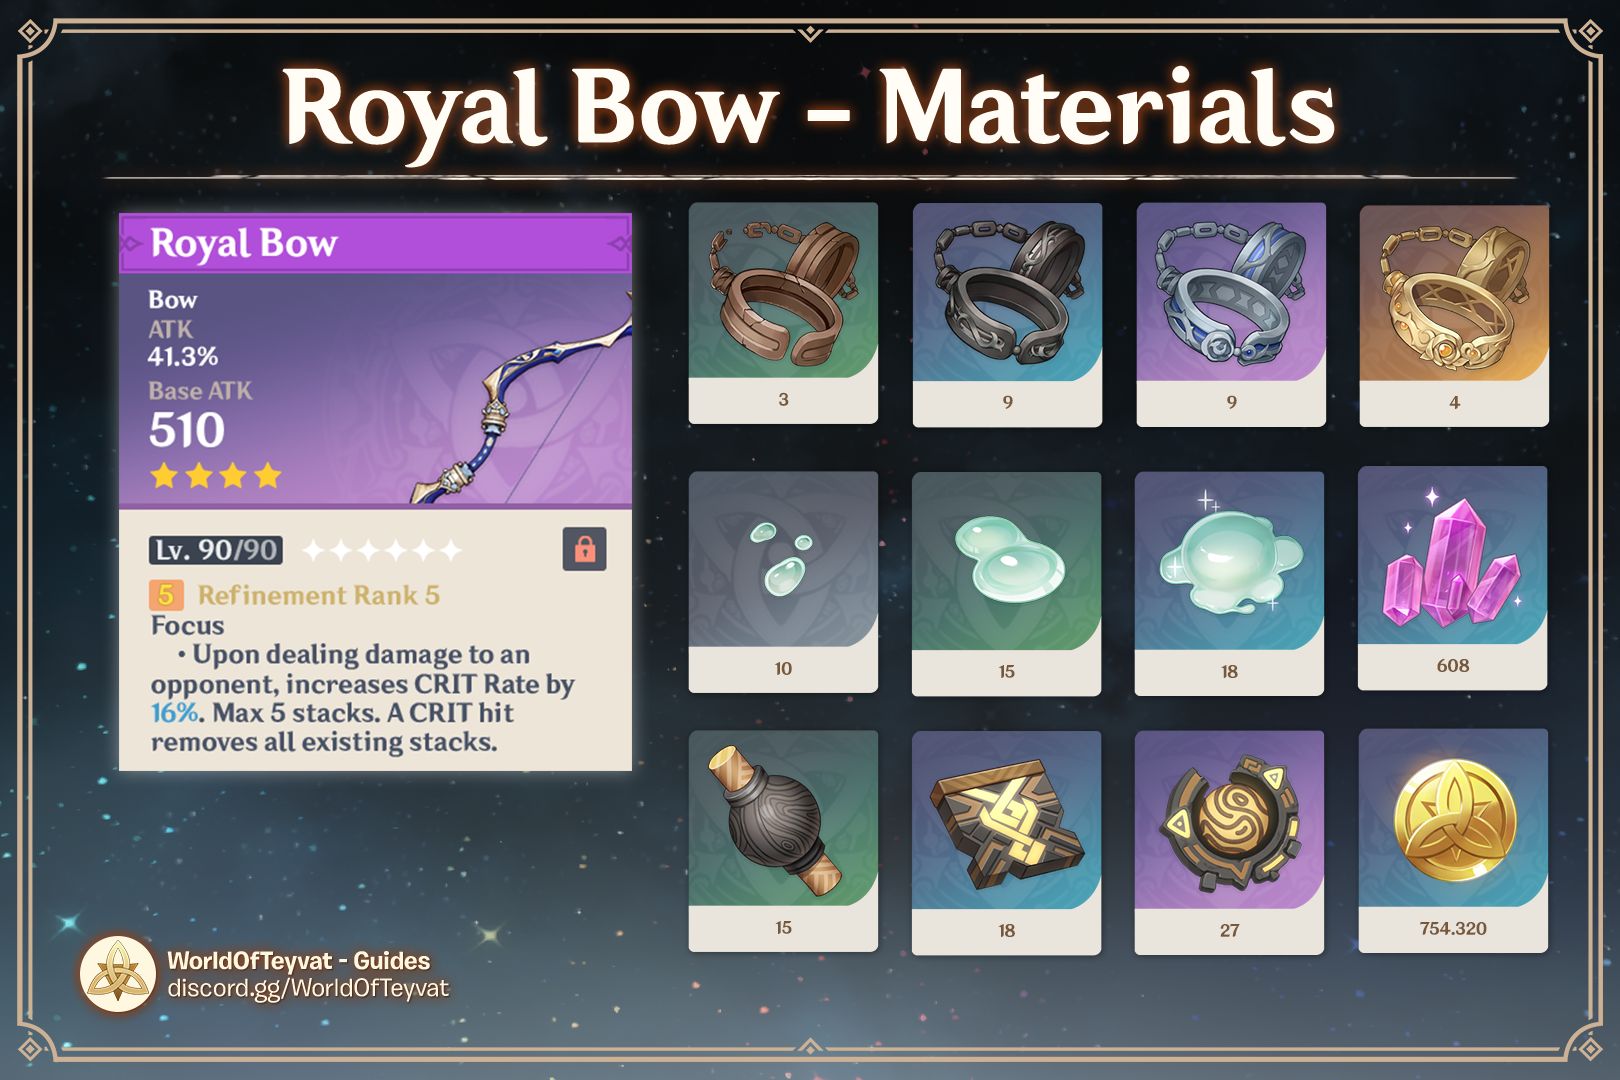 Royal Bow – Materials
Royal Bow
Bow
ATK
41.3%
Base ATK
510
Lv. 90/90
5 Refinement Rank 5
Focus
• Upon dealing damage to an
opponent, increases CRIT Rate by
16%. Max 5 stacks. A CRIT hit
removes all existing stacks.
3
9
9
4
10
15
18
608
15
18
27
754.320
WorldOfTeyvat - Guides
discord.gg/WorldOfTeyvat